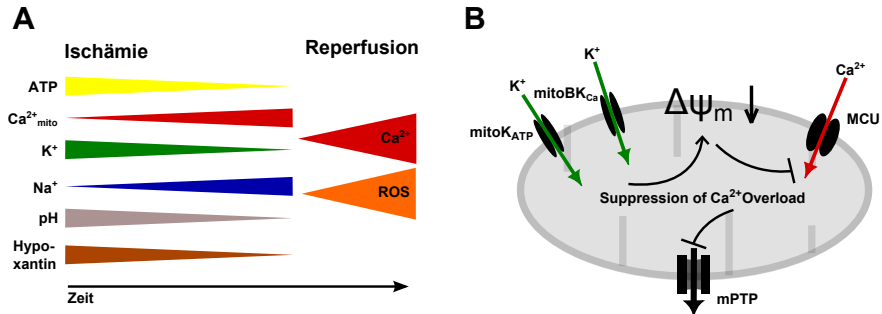 A
Ischämie
Reperfusion
ATP
Ca²⁺mito
K⁺
Na⁺
pH
Hypo-
xantin
Ca²⁺
ROS
Zeit
B
K⁺
K⁺
mitoBKCa
mitoKATP
ΔΨm ↓
Ca²⁺
MCU
Suppression of Ca²⁺Overload
mPTP